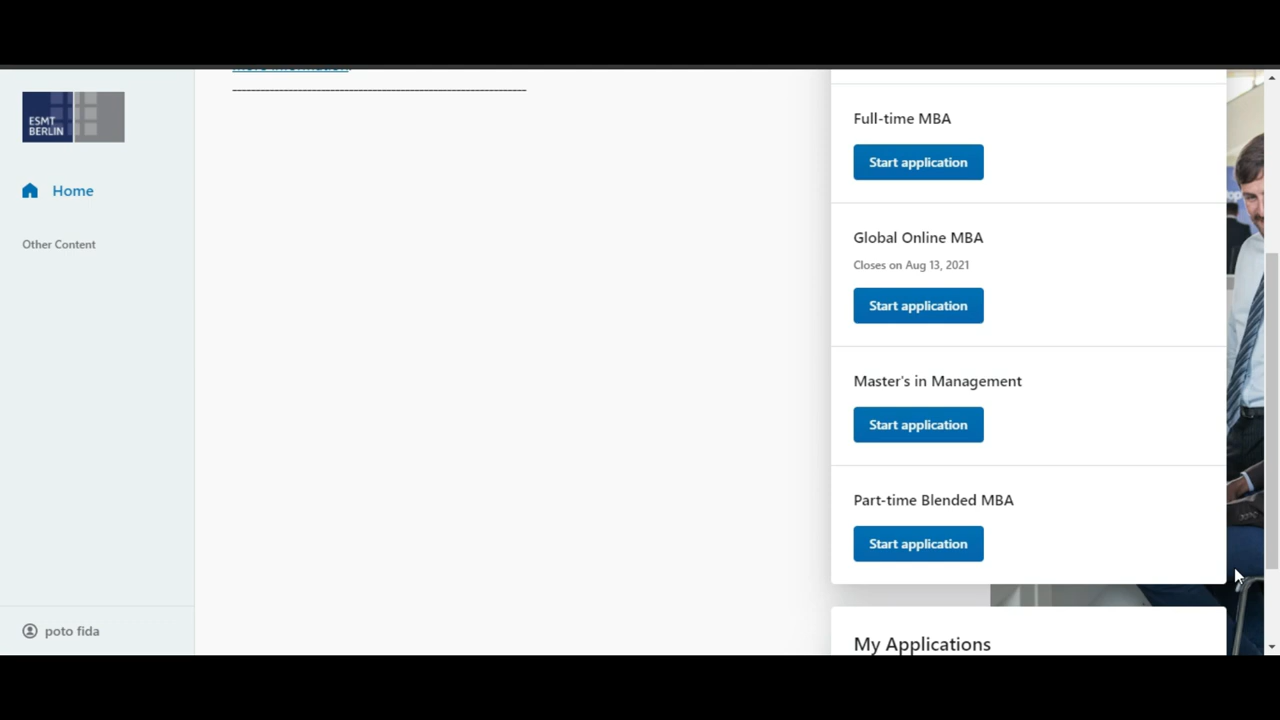 ESMT
BERLIN
Home
Other Content
poto fida
Full-time MBA
Start application
Global Online MBA
Closes on Aug 13, 2021
Start application
Master's in Management
Start application
Part-time Blended MBA
Start application
My Applications